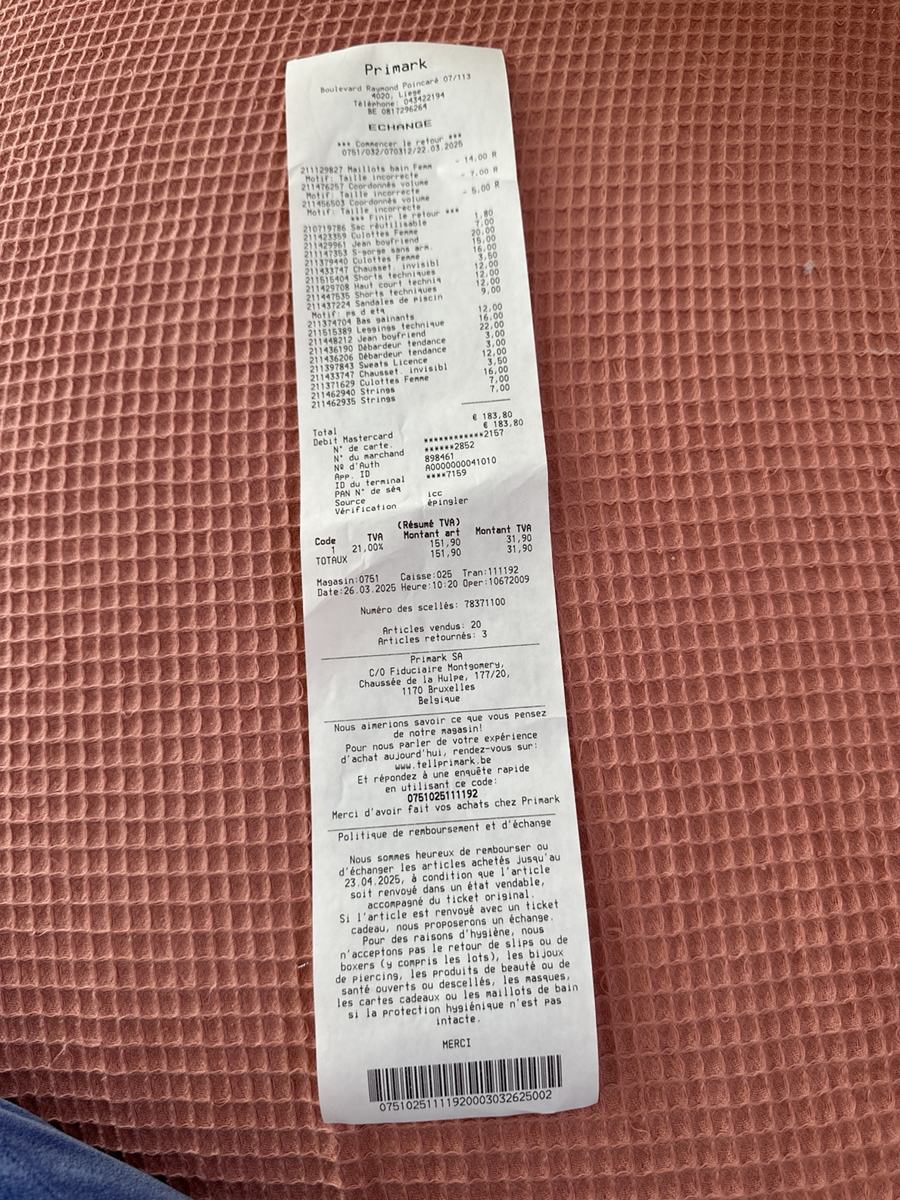 Primark
Boulevard Raymond Poincaré 07/113
4020, Liege
Téléphone: 043422194
BE 0817296264
ECHANGE
*** Commencer le retour ***
0751/032/070312/22.03.2025
211129827 Maillots bain Femm - 14,00 R
Motif: Taille incorrecte
211476257 Coordonnés volume - 7,00 R
Motif: Taille incorrecte
211456503 Coordonnés volume - 5,00 R
Motif: Taille incorrecte
*** Finir le retour ***
210719786 Sac réutilisable 1,80
211423359 Culottes Femme 7,00
211429961 Jean boyfriend 20,00
211147353 S-gorge sans arm. 15,00
211379440 Culottes Femme 16,00
211433747 Chausset. invisibl 3,50
211515404 Shorts techniques 12,00
211429708 Haut court techniq 12,00
211447535 Shorts techniques 12,00
211437224 Sandales de piscin 9,00
Motif: ps d etq
211374704 Bas gainants 12,00
211515389 Leggings technique 16,00
211448212 Jean boyfriend 22,00
211436190 Débardeur tendance 3,00
211436206 Débardeur tendance 3,00
211397843 Sweats Licence 12,00
211433747 Chausset. invisibl 3,50
211371629 Culottes Femme 16,00
211462940 Strings 7,00
211462935 Strings 7,00
Total € 183,80
Debit Mastercard € 183,80
N° de carte. ************2157
N° du marchand ******2852
Nº d'Auth 898461
App. ID A0000000041010
ID du terminal ****7159
PAN N° de séq
Source icc
Vérification épingler
(Résumé TVA)
Code TVA Montant art Montant TVA
1 21,00% 151,90 31,90
TOTAUX 151,90 31,90
Magasin:0751 Caisse:025 Tran:111192
Date:26.03.2025 Heure:10:20 Oper:10672009
Numéro des scellés: 78371100
Articles vendus: 20
Articles retournés: 3
Primark SA
C/O Fiduciaire Montgomery,
Chaussée de la Hulpe, 177/20,
1170 Bruxelles
Belgique
Nous aimerions savoir ce que vous pensez
de notre magasin!
Pour nous parler de votre expérience
d'achat aujourd'hui, rendez-vous sur:
www.tellprimark.be
Et répondez à une enquête rapide
en utilisant ce code:
0751025111192
Merci d'avoir fait vos achats chez Primark
Politique de remboursement et d'échange
Nous sommes heureux de rembourser ou
d'échanger les articles achetés jusqu'au
23.04.2025, à condition que l'article
soit renvoyé dans un état vendable,
accompagné du ticket original.
Si l'article est renvoyé avec un ticket
cadeau, nous proposerons un échange.
Pour des raisons d'hygiène, nous
n'acceptons pas le retour de slips ou de
boxers (y compris les lots), les bijoux
de piercing, les produits de beauté ou de
santé ouverts ou descellés, les masques,
les cartes cadeaux ou les maillots de bain
si la protection hygiénique n'est pas
intacte.
MERCI
07510251111920003032625002